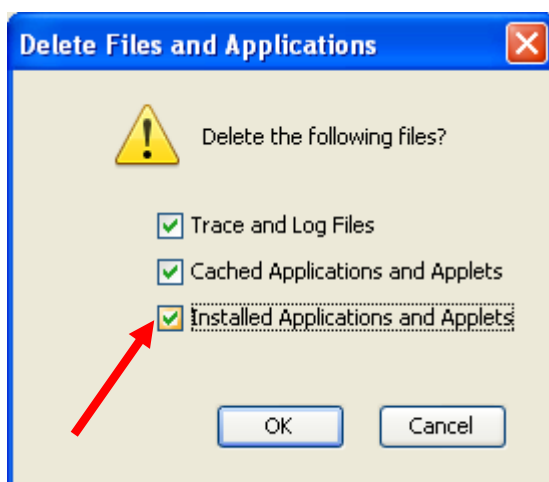 Delete Files and Applications
Delete the following files?
Trace and Log Files
Cached Applications and Applets
Installed Applications and Applets
OK Cancel